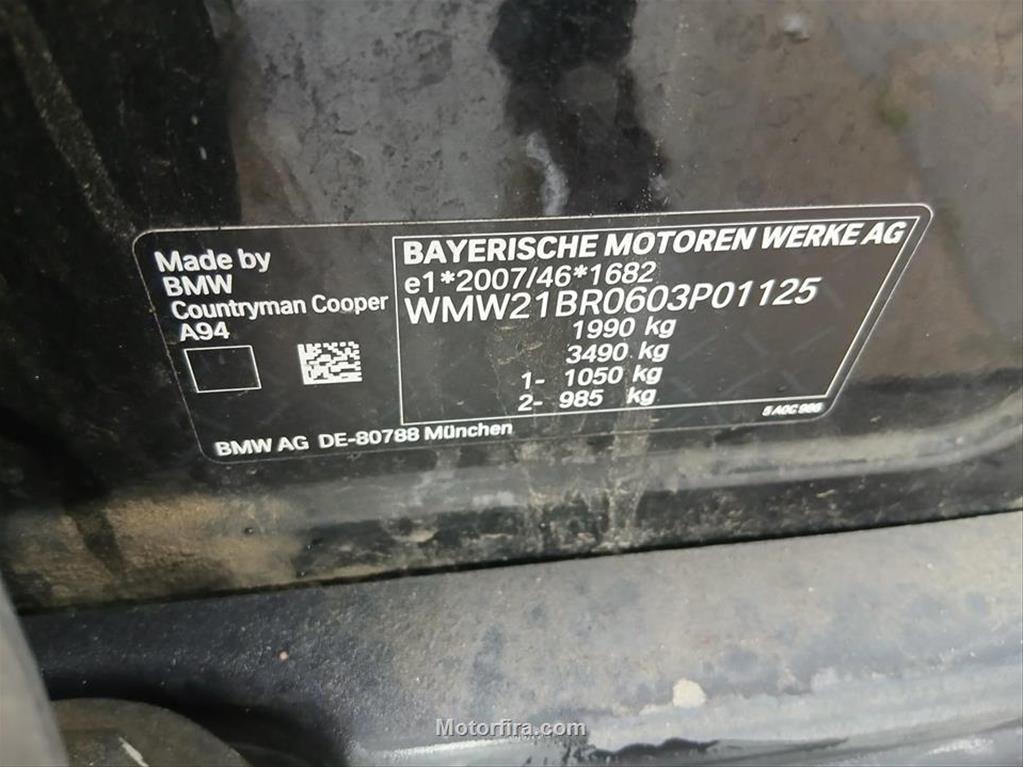 Made by
BMW
Countryman Cooper
A94
BAYERISCHE MOTOREN WERKE AG
e1*2007/46*1682
WMW21BR0603P01125
1990 kg
3490 kg
1- 1050 kg
2- 985 kg
BMW AG DE-80788 München
Motorfira.com